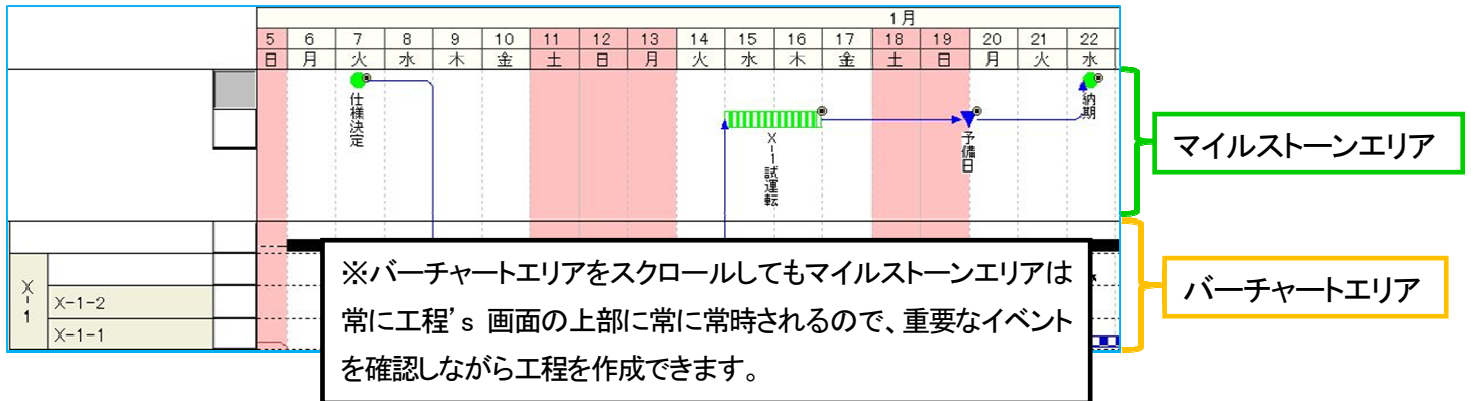 1月
5 6 7 8 9 10 11 12 13 14 15 16 17 18 19 20 21 22
日 月 火 水 木 金 土 日 月 火 水 木 金 土 日 月 火 水
仕様決定
X-1試運転
予備日
納期
マイルストーンエリア
X-1
X-1-2
X-1-1
※バーチャートエリアをスクロールしてもマイルストーンエリアは
常に工程’s 画面の上部に常に常時されるので、重要なイベント
を確認しながら工程を作成できます。
バーチャートエリア